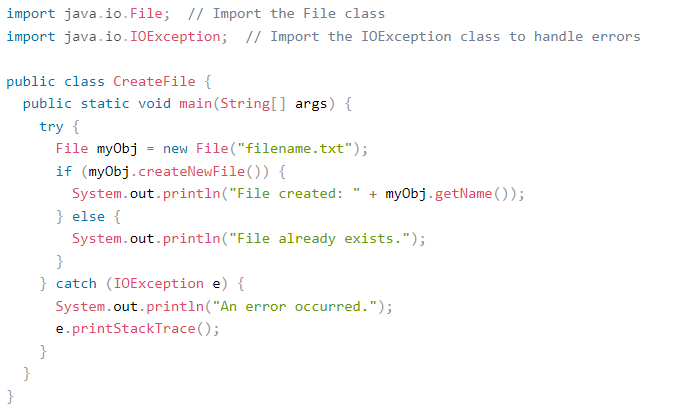 import java.io.File;  // Import the File class
import java.io.IOException;  // Import the IOException class to handle errors

public class CreateFile {
  public static void main(String[] args) {
    try {
      File myObj = new File("filename.txt");
      if (myObj.createNewFile()) {
        System.out.println("File created: " + myObj.getName());
      } else {
        System.out.println("File already exists.");
      }
    } catch (IOException e) {
      System.out.println("An error occurred.");
      e.printStackTrace();
    }
  }
}